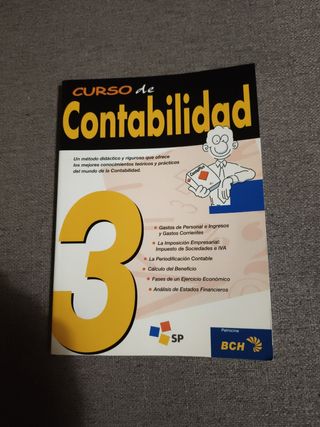 CURSO de
Contabilidad
Un método didáctico y riguroso que ofrece
los mejores conocimientos teóricos y prácticos
del mundo de la Contabilidad.
3
Gastos de Personal e Ingresos
y Gastos Corrientes
La Imposición Empresarial:
Impuesto de Sociedades e IVA
La Periodificación Contable
Cálculo del Beneficio
Fases de un Ejercicio Económico
Análisis de Estados Financieros
SP
Patrocina
BCH